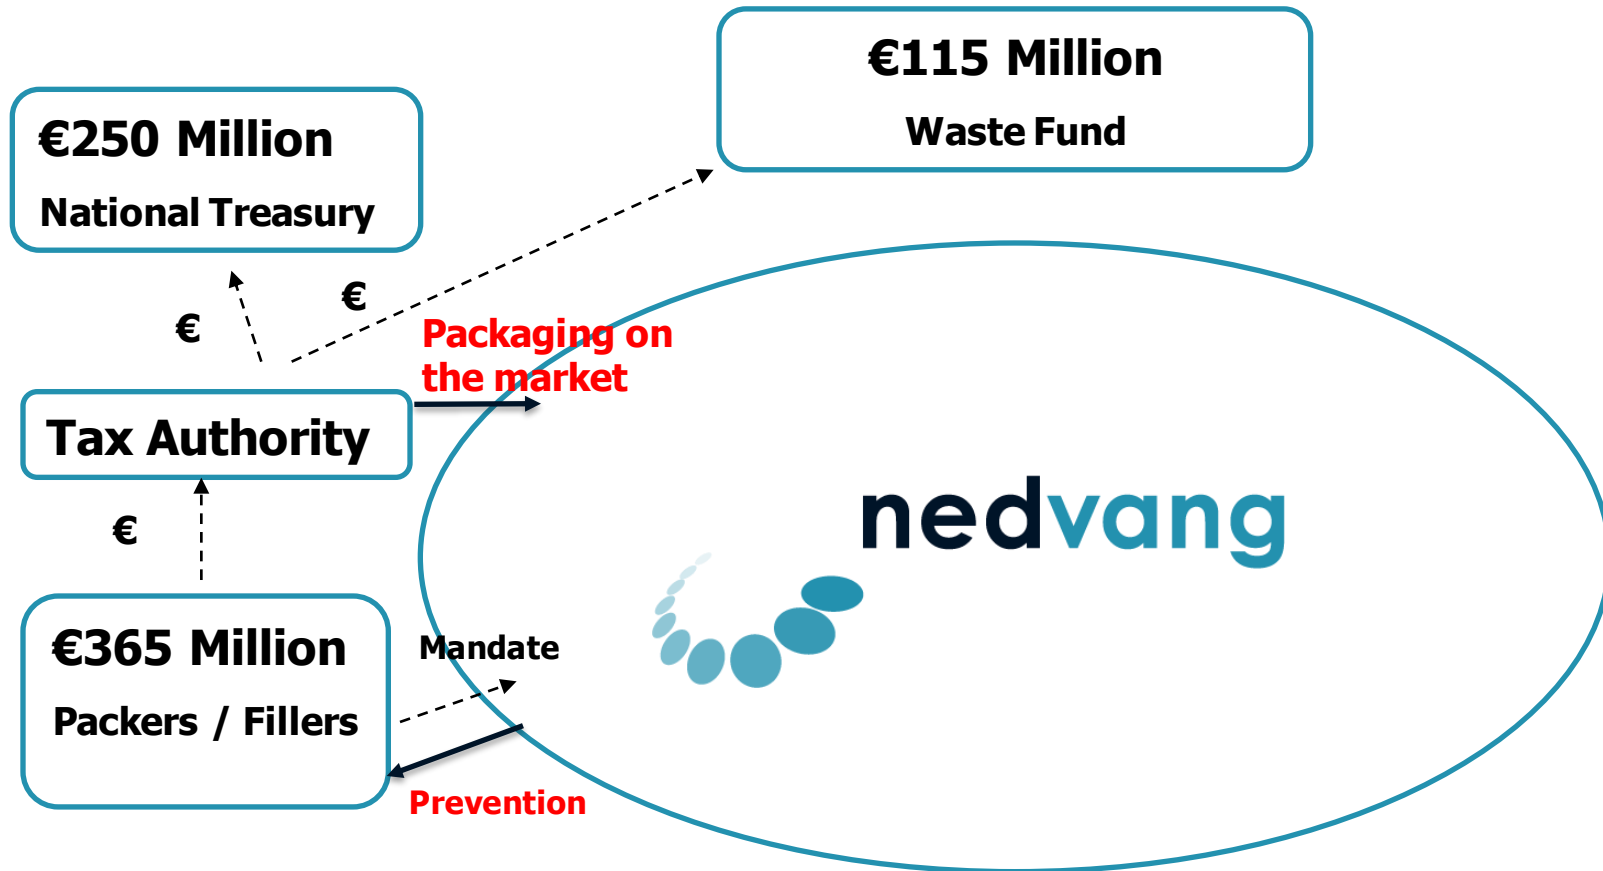 €115 Million
Waste Fund
€250 Million
National Treasury
€
€
Packaging on
the market
Tax Authority
nedvang
€
€365 Million
Packers / Fillers
Mandate
Prevention